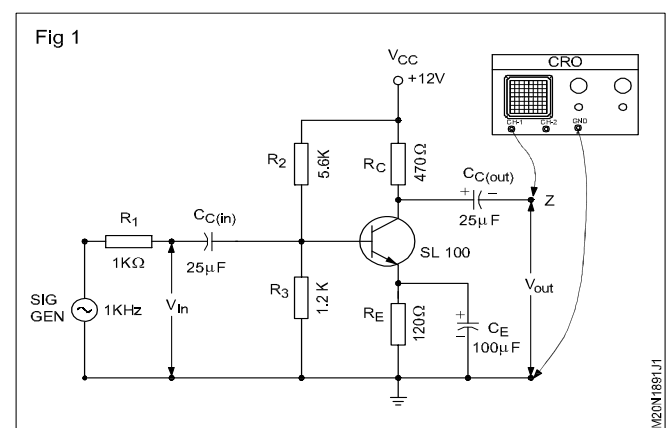 Fig 1
VCC
+12V
CRO
CH-1
CH-2
GND
R2
5.6K
RC
470Ω
CC(out)
+ −
25μF
Z
R1
1KΩ
CC(in)
+
25μF
SL 100
SIG
GEN
1KHz
VIn
R3
1.2 K
RE
120Ω
+
−
CE
100μF
Vout
M20N1891J1